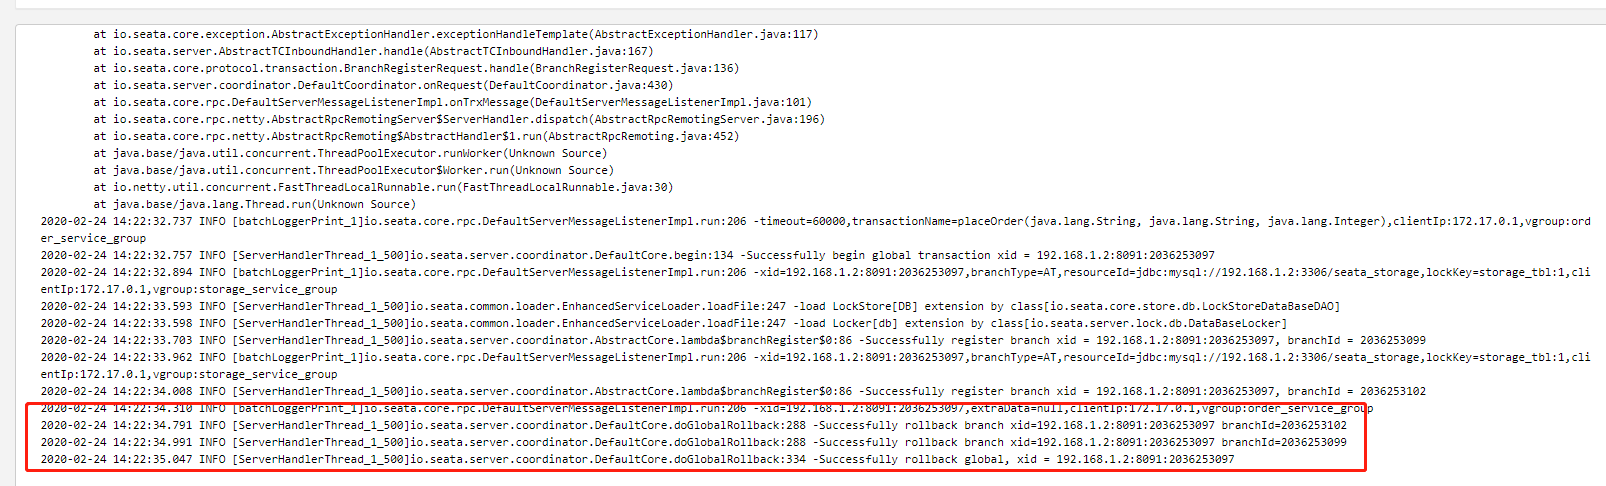 at io.seata.core.exception.AbstractExceptionHandler.exceptionHandleTemplate(AbstractExceptionHandler.java:117)
at io.seata.server.AbstractTCInboundHandler.handle(AbstractTCInboundHandler.java:167)
at io.seata.core.protocol.transaction.BranchRegisterRequest.handle(BranchRegisterRequest.java:136)
at io.seata.server.coordinator.DefaultCoordinator.onRequest(DefaultCoordinator.java:430)
at io.seata.core.rpc.DefaultServerMessageListenerImpl.onTrxMessage(DefaultServerMessageListenerImpl.java:101)
at io.seata.core.rpc.netty.AbstractRpcRemotingServer$ServerHandler.dispatch(AbstractRpcRemotingServer.java:196)
at io.seata.core.rpc.netty.AbstractRpcRemoting$AbstractHandler$1.run(AbstractRpcRemoting.java:452)
at java.base/java.util.concurrent.ThreadPoolExecutor.runWorker(Unknown Source)
at java.base/java.util.concurrent.ThreadPoolExecutor$Worker.run(Unknown Source)
at io.netty.util.concurrent.FastThreadLocalRunnable.run(FastThreadLocalRunnable.java:30)
at java.base/java.lang.Thread.run(Unknown Source)
2020-02-24 14:22:32.737 INFO [batchLoggerPrint_1]io.seata.core.rpc.DefaultServerMessageListenerImpl.run:206 -timeout=60000,transactionName=placeOrder(java.lang.String, java.lang.String, java.lang.Integer),clientIp:172.17.0.1,vgroup:ord
er_service_group
2020-02-24 14:22:32.757 INFO [ServerHandlerThread_1_500]io.seata.server.coordinator.DefaultCore.begin:134 -Successfully begin global transaction xid = 192.168.1.2:8091:2036253097
2020-02-24 14:22:32.894 INFO [batchLoggerPrint_1]io.seata.core.rpc.DefaultServerMessageListenerImpl.run:206 -xid=192.168.1.2:8091:2036253097,branchType=AT,resourceId=jdbc:mysql://192.168.1.2:3306/seata_storage,lockKey=storage_tbl:1,cli
entIp:172.17.0.1,vgroup:storage_service_group
2020-02-24 14:22:33.593 INFO [ServerHandlerThread_1_500]io.seata.common.loader.EnhancedServiceLoader.loadFile:247 -load LockStore[DB] extension by class[io.seata.core.store.db.LockStoreDataBaseDAO]
2020-02-24 14:22:33.598 INFO [ServerHandlerThread_1_500]io.seata.common.loader.EnhancedServiceLoader.loadFile:247 -load Locker[db] extension by class[io.seata.server.lock.db.DataBaseLocker]
2020-02-24 14:22:33.703 INFO [ServerHandlerThread_1_500]io.seata.server.coordinator.AbstractCore.lambda$branchRegister$0:86 -Successfully register branch xid = 192.168.1.2:8091:2036253097, branchId = 2036253099
2020-02-24 14:22:33.962 INFO [batchLoggerPrint_1]io.seata.core.rpc.DefaultServerMessageListenerImpl.run:206 -xid=192.168.1.2:8091:2036253097,branchType=AT,resourceId=jdbc:mysql://192.168.1.2:3306/seata_storage,lockKey=storage_tbl:1,cli
entIp:172.17.0.1,vgroup:storage_service_group
2020-02-24 14:22:34.008 INFO [ServerHandlerThread_1_500]io.seata.server.coordinator.AbstractCore.lambda$branchRegister$0:86 -Successfully register branch xid = 192.168.1.2:8091:2036253097, branchId = 2036253102
2020-02-24 14:22:34.310 INFO [batchLoggerPrint_1]io.seata.core.rpc.DefaultServerMessageListenerImpl.run:206 -xid=192.168.1.2:8091:2036253097,extraData=null,clientIp:172.17.0.1,vgroup:order_service_group
2020-02-24 14:22:34.791 INFO [ServerHandlerThread_1_500]io.seata.server.coordinator.DefaultCore.doGlobalRollback:288 -Successfully rollback branch xid=192.168.1.2:8091:2036253097 branchId=2036253102
2020-02-24 14:22:34.991 INFO [ServerHandlerThread_1_500]io.seata.server.coordinator.DefaultCore.doGlobalRollback:288 -Successfully rollback branch xid=192.168.1.2:8091:2036253097 branchId=2036253099
2020-02-24 14:22:35.047 INFO [ServerHandlerThread_1_500]io.seata.server.coordinator.DefaultCore.doGlobalRollback:334 -Successfully rollback global, xid = 192.168.1.2:8091:2036253097